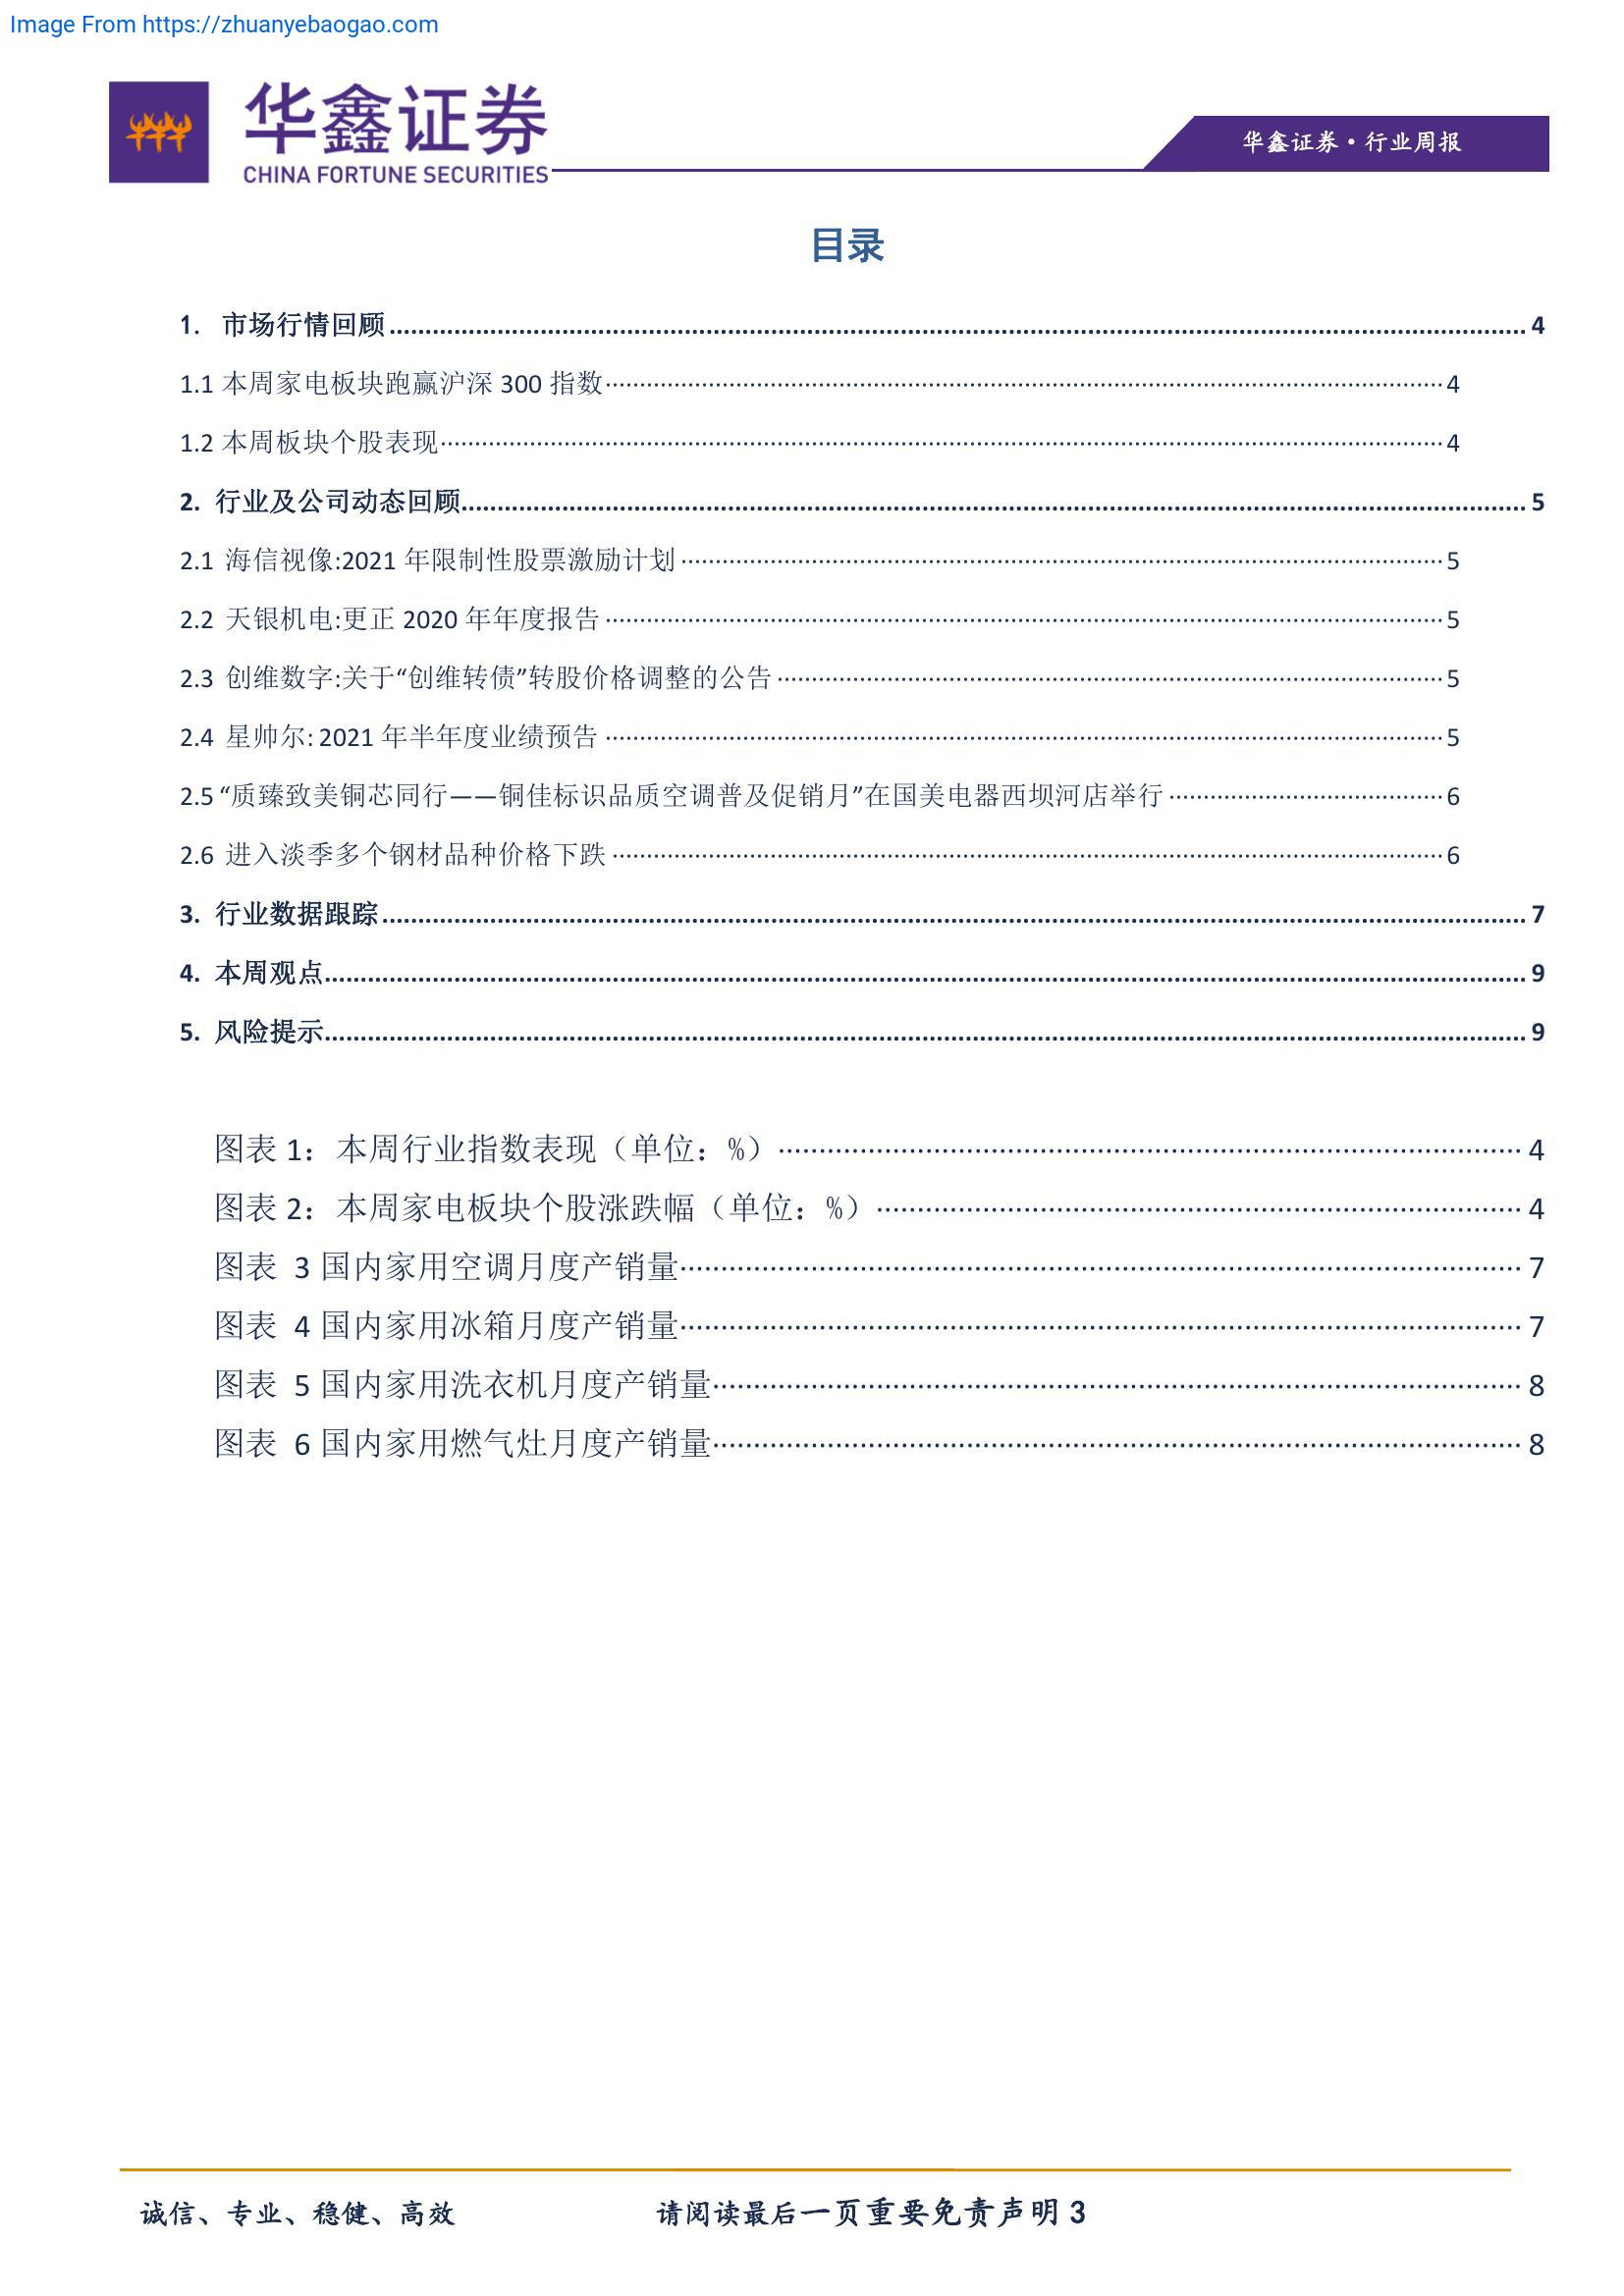 Image From https://zhuanyebaogao.com
华鑫证券
CHINA FORTUNE SECURITIES
华鑫证券·行业周报
目录
1. 市场行情回顾 4
1.1 本周家电板块跑赢沪深 300 指数 4
1.2 本周板块个股表现 4
2. 行业及公司动态回顾 5
2.1 海信视像:2021 年限制性股票激励计划 5
2.2 天银机电:更正 2020 年年度报告 5
2.3 创维数字:关于“创维转债”转股价格调整的公告 5
2.4 星帅尔: 2021 年半年度业绩预告 5
2.5 “质臻致美铜芯同行——铜佳标识品质空调普及促销月”在国美电器西坝河店举行 6
2.6 进入淡季多个钢材品种价格下跌 6
3. 行业数据跟踪 7
4. 本周观点 9
5. 风险提示 9
图表 1：本周行业指数表现（单位：%） 4
图表 2：本周家电板块个股涨跌幅（单位：%） 4
图表 3 国内家用空调月度产销量 7
图表 4 国内家用冰箱月度产销量 7
图表 5 国内家用洗衣机月度产销量 8
图表 6 国内家用燃气灶月度产销量 8
诚信、专业、稳健、高效 请阅读最后一页重要免责声明 3